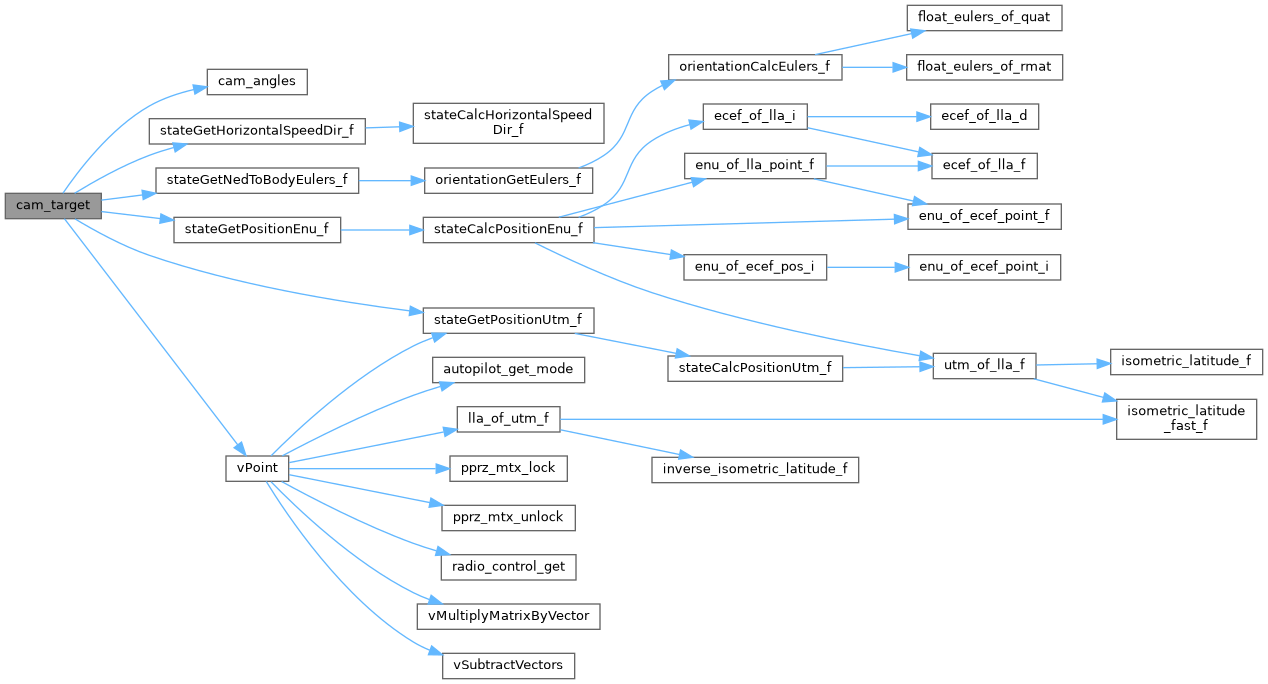 float_eulers_of_quat
orientationCalcEulers_f
float_eulers_of_rmat
cam_angles
stateCalcHorizontalSpeed
Dir_f
ecef_of_lla_i
ecef_of_lla_d
stateGetHorizontalSpeedDir_f
enu_of_lla_point_f
ecef_of_lla_f
stateGetNedToBodyEulers_f
orientationGetEulers_f
cam_target
enu_of_ecef_point_f
stateGetPositionEnu_f
stateCalcPositionEnu_f
enu_of_ecef_pos_i
enu_of_ecef_point_i
stateGetPositionUtm_f
stateCalcPositionUtm_f
utm_of_lla_f
isometric_latitude_f
autopilot_get_mode
isometric_latitude
_fast_f
lla_of_utm_f
vPoint
pprz_mtx_lock
inverse_isometric_latitude_f
pprz_mtx_unlock
radio_control_get
vMultiplyMatrixByVector
vSubtractVectors